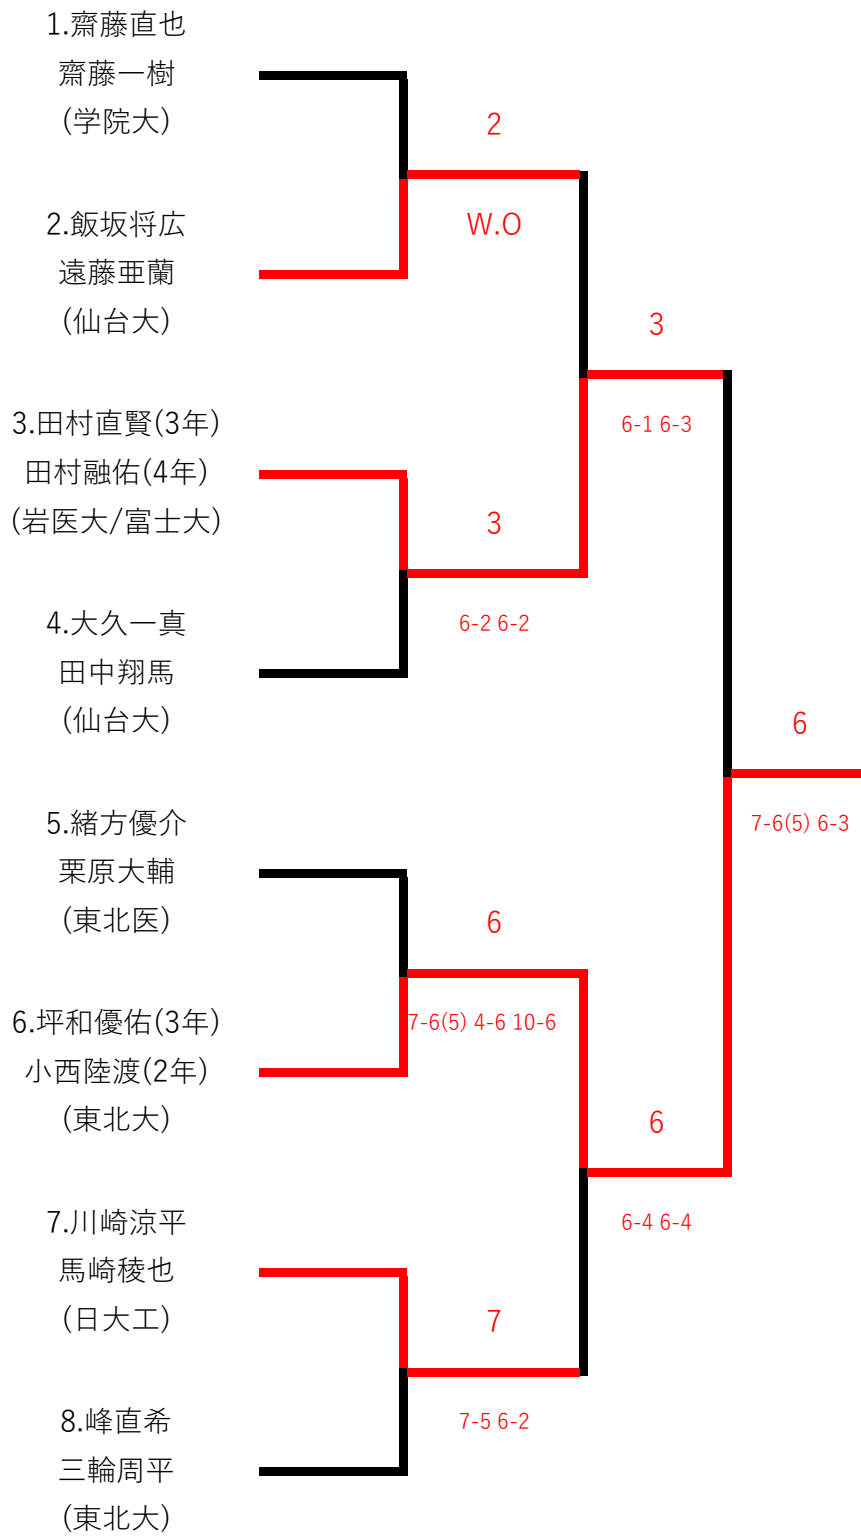 1.齋藤直也
齋藤一樹
(学院大)
2
2.飯坂将広
遠藤亜蘭
(仙台大)
W.O
3
3.田村直賢(3年)
田村融佑(4年)
(岩医大/富士大)
6-1 6-3
3
4.大久一真
田中翔馬
(仙台大)
6-2 6-2
6
5.緒方優介
栗原大輔
(東北医)
7-6(5) 6-3
6
6.坪和優佑(3年)
小西陸渡(2年)
(東北大)
7-6(5) 4-6 10-6
6
7.川崎涼平
馬崎稜也
(日大工)
6-4 6-4
7
8.峰直希
三輪周平
(東北大)
7-5 6-2